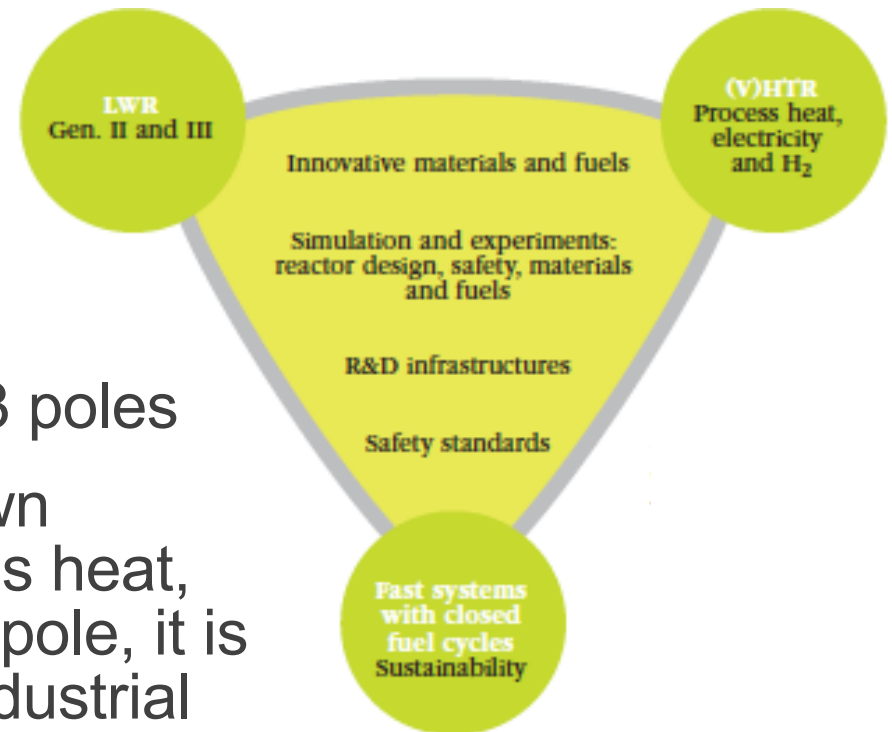 LWR
Gen. II and III
(V)HTR
Process heat,
electricity
and H₂
Innovative materials and fuels
Simulation and experiments:
reactor design, safety, materials
and fuels
R&D infrastructures
Safety standards
Fast systems
with closed
fuel cycles
Sustainability
3 poles
wn
s heat,
pole, it is
dustrial